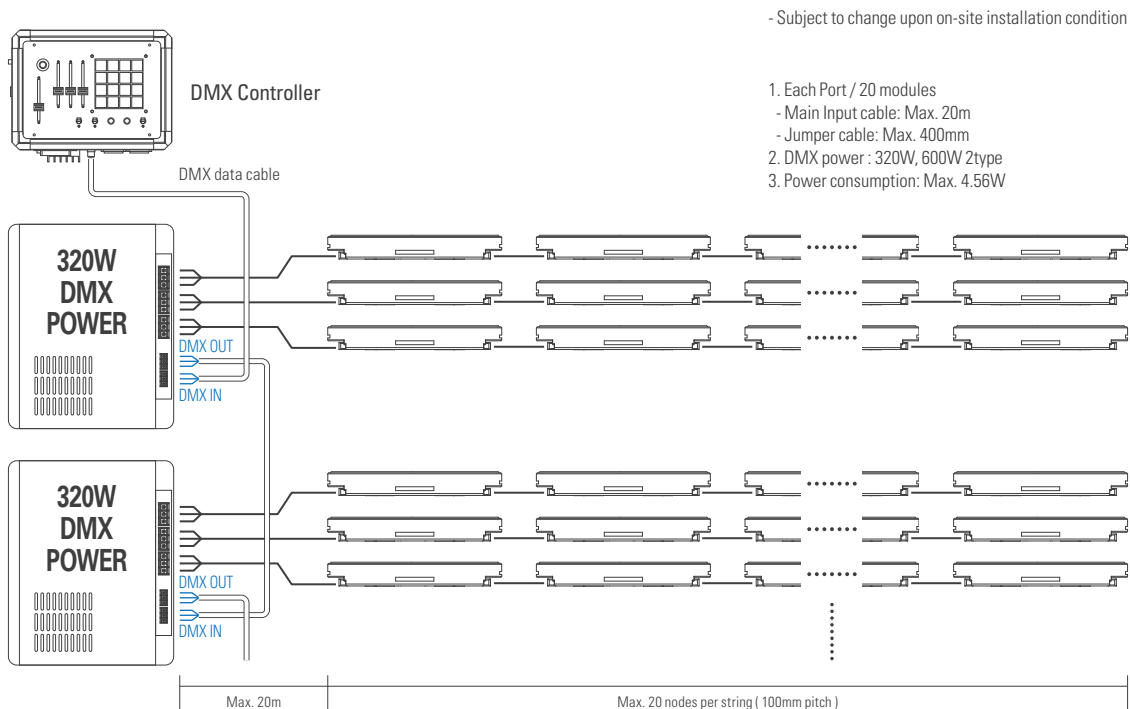 - Subject to change upon on-site installation condition
DMX Controller
1. Each Port / 20 modules
- Main Input cable: Max. 20m
- Jumper cable: Max. 400mm
2. DMX power : 320W, 600W 2type
3. Power consumption: Max. 4.56W
DMX data cable
320W
DMX
POWER
DMX OUT
DMX IN
320W
DMX
POWER
DMX OUT
DMX IN
Max. 20m
Max. 20 nodes per string ( 100mm pitch )